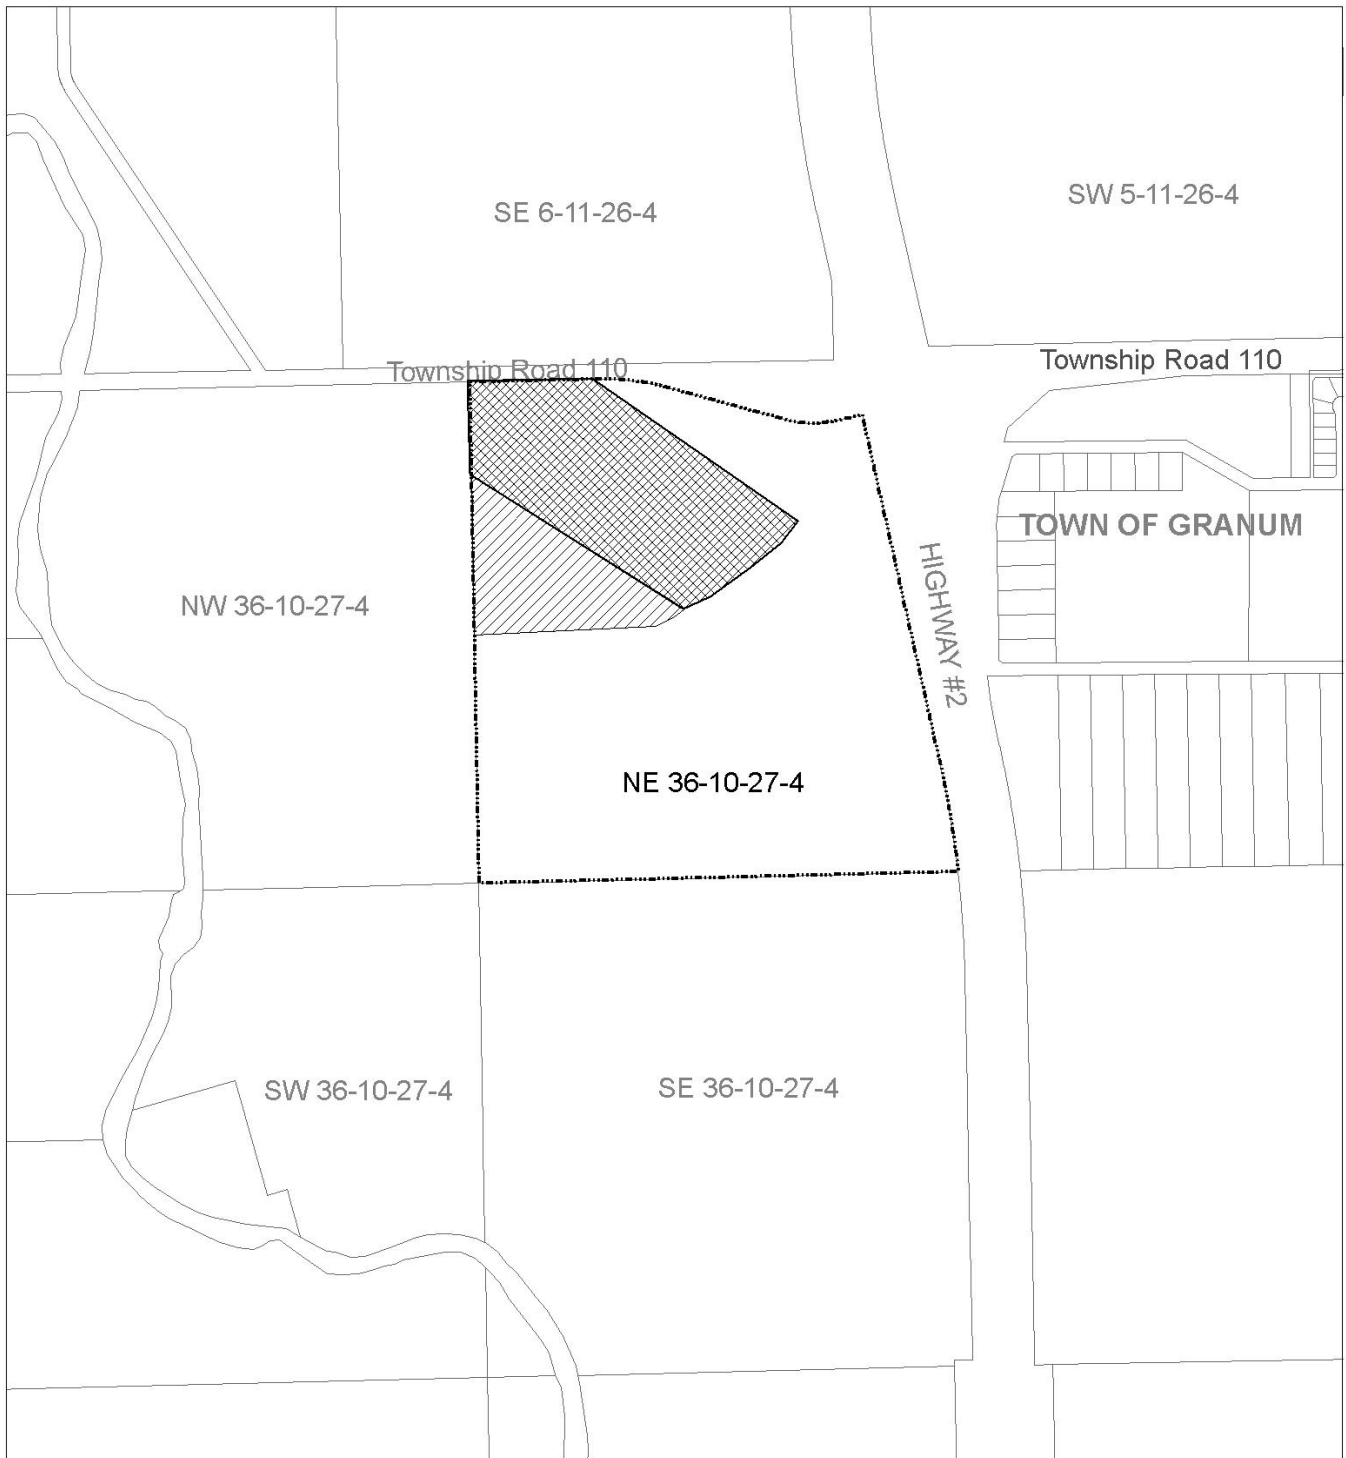 SW 5-11-26-4
SE 6-11-26-4
Township Road 110
Township Road 110
TOWN OF GRANUM
HIGHWAY #2
NW 36-10-27-4
NE 36-10-27-4
SW 36-10-27-4
SE 36-10-27-4